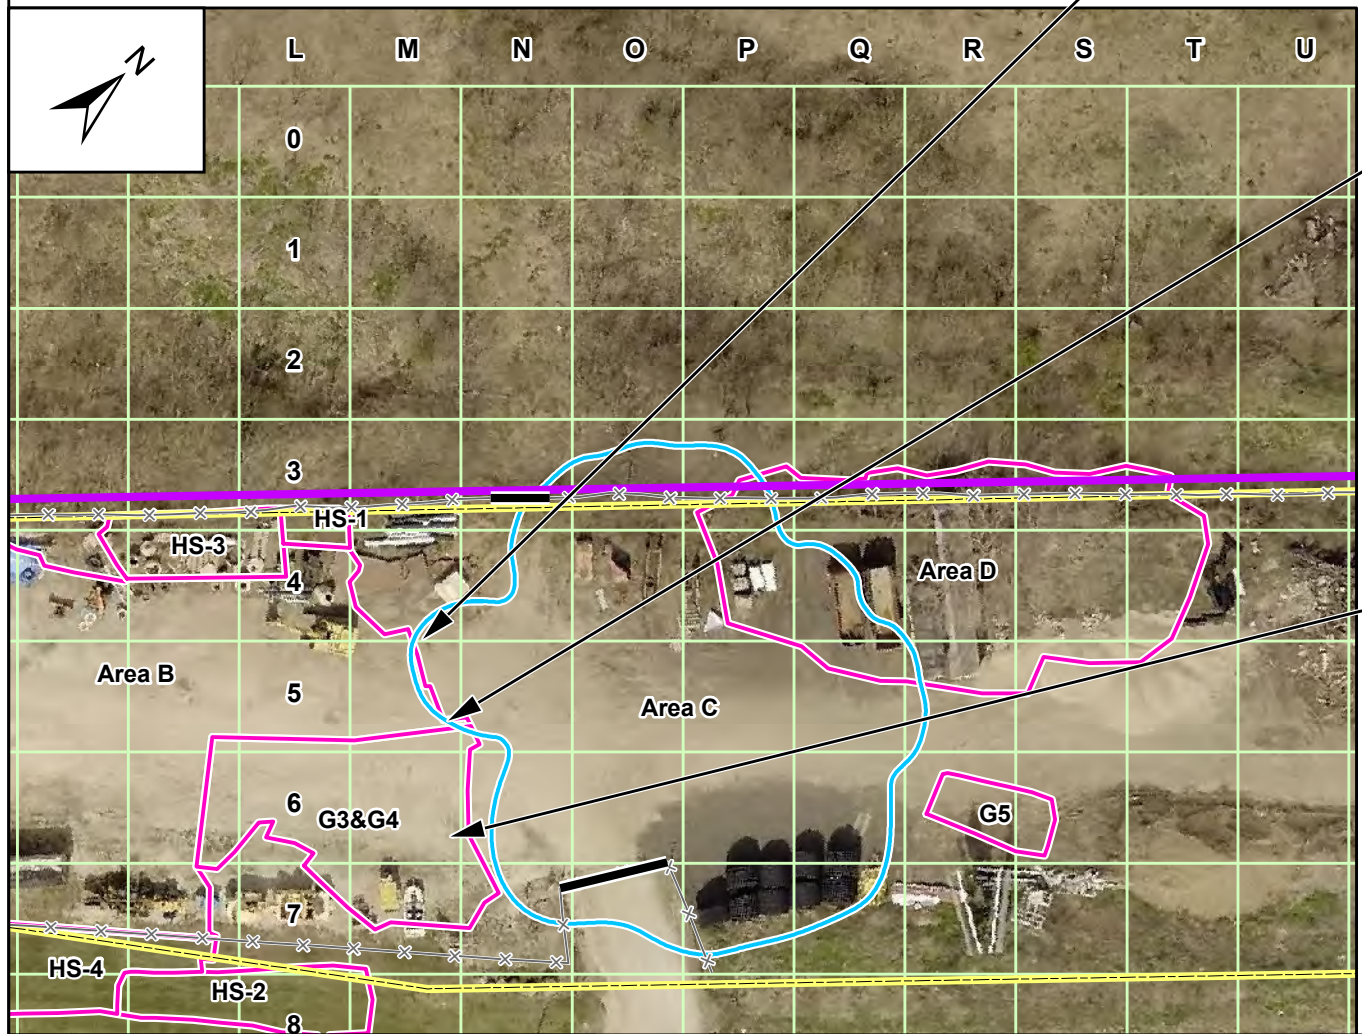 N
L M N O P Q R S T U
0
1
2
3
HS-1
HS-3
4
Area D
Area B
5
Area C
6
G3&G4
G5
7
HS-4
HS-2
8